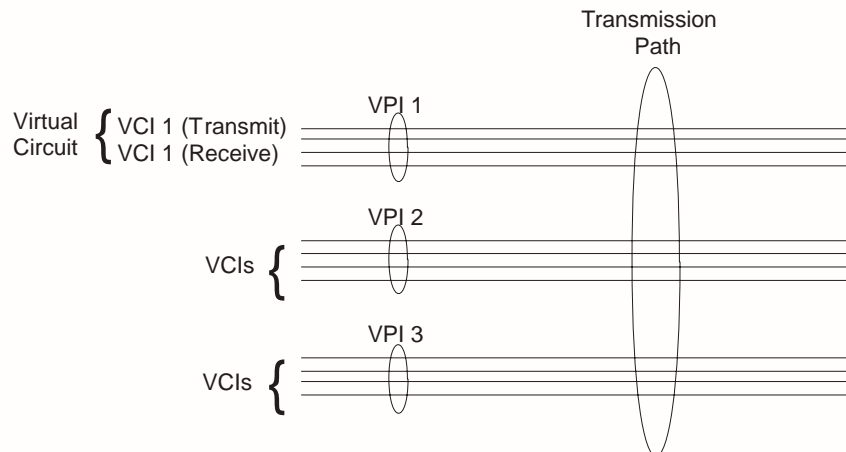 Transmission
Path
VPI 1
Virtual
Circuit
{ VCI 1 (Transmit)
VCI 1 (Receive)
VPI 2
VCIs {
VPI 3
VCIs {